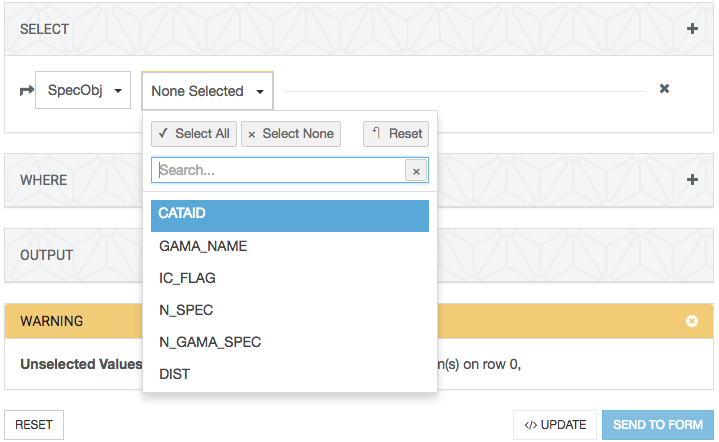 SELECT
SpecObj None Selected
Select All Select None Reset
Search...
CATAID
GAMA_NAME
IC_FLAG
N_SPEC
N_GAMA_SPEC
DIST
WHERE
OUTPUT
WARNING
Unselected Values (s) on row 0,
RESET </> UPDATE SEND TO FORM